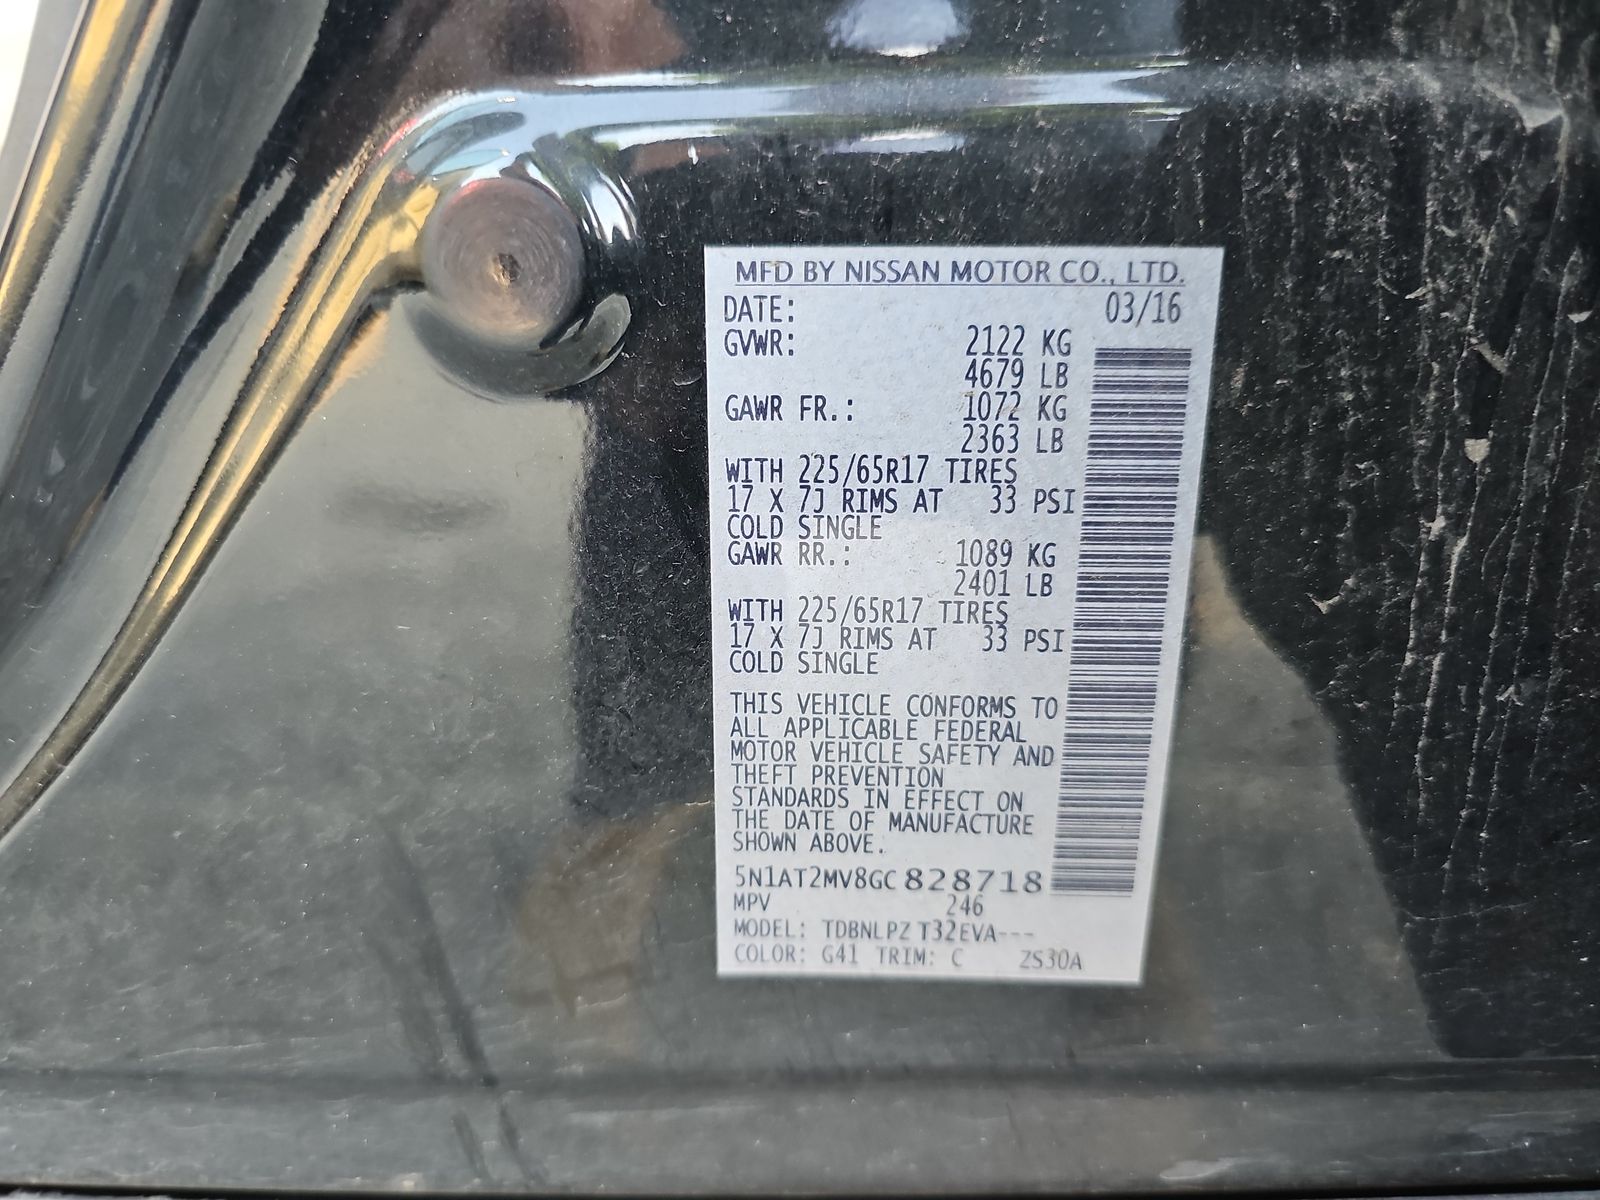 MFD BY NISSAN MOTOR CO., LTD.
DATE: 03/16
GVWR: 2122 KG
4679 LB
GAWR FR.: 1072 KG
2363 LB
WITH 225/65R17 TIRES
17 X 7J RIMS AT 33 PSI
COLD SINGLE
GAWR RR.: 1089 KG
2401 LB
WITH 225/65R17 TIRES
17 X 7J RIMS AT 33 PSI
COLD SINGLE
THIS VEHICLE CONFORMS TO
ALL APPLICABLE FEDERAL
MOTOR VEHICLE SAFETY AND
THEFT PREVENTION
STANDARDS IN EFFECT ON
THE DATE OF MANUFACTURE
SHOWN ABOVE.
5N1AT2MV8GC828718
MPV 246
MODEL: TDBNLPZ T32EVA---
COLOR: G41 TRIM: C ZS30A